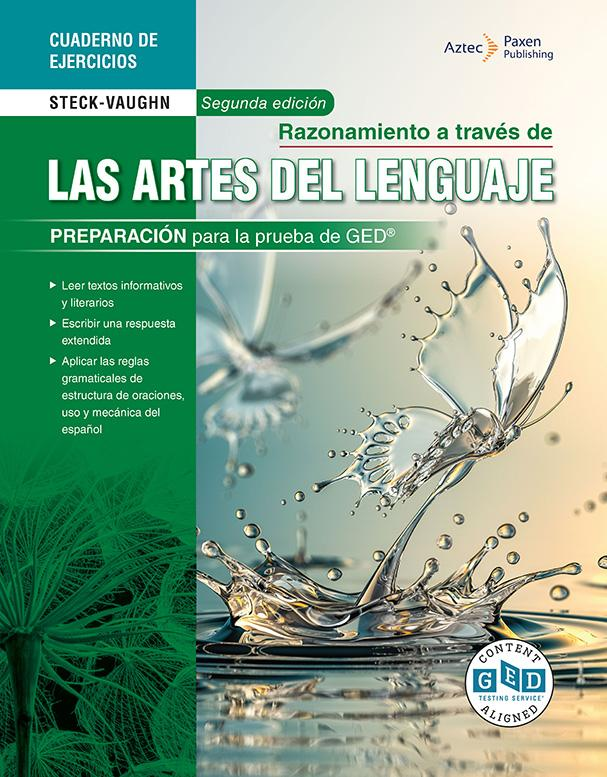 CUADERNO DE
EJERCICIOS
Aztec
Paxen
Publishing
STECK-VAUGHN
Segunda edición
Razonamiento a través de
LAS ARTES DEL LENGUAJE
PREPARACIÓN para la prueba de GED®
Leer textos informativos
y literarios
Escribir una respuesta
extendida
Aplicar las reglas
gramaticales de
estructura de oraciones,
uso y mecánica del
español
CONTENT
GED
TESTING SERVICE®
ALIGNED